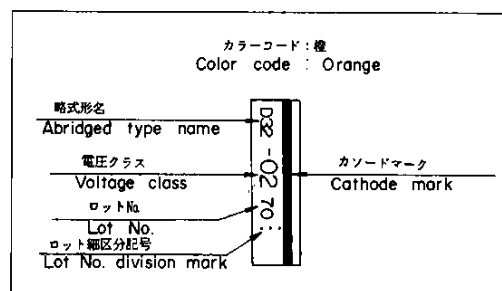 カラーコード：橙
Color code : Orange
略式形名
Abridged type name
電圧クラス
Voltage class
ロットNo.
Lot No.
ロット細区分記号
Lot No. division mark
D32 -02 70 :.
カソードマーク
Cathode mark